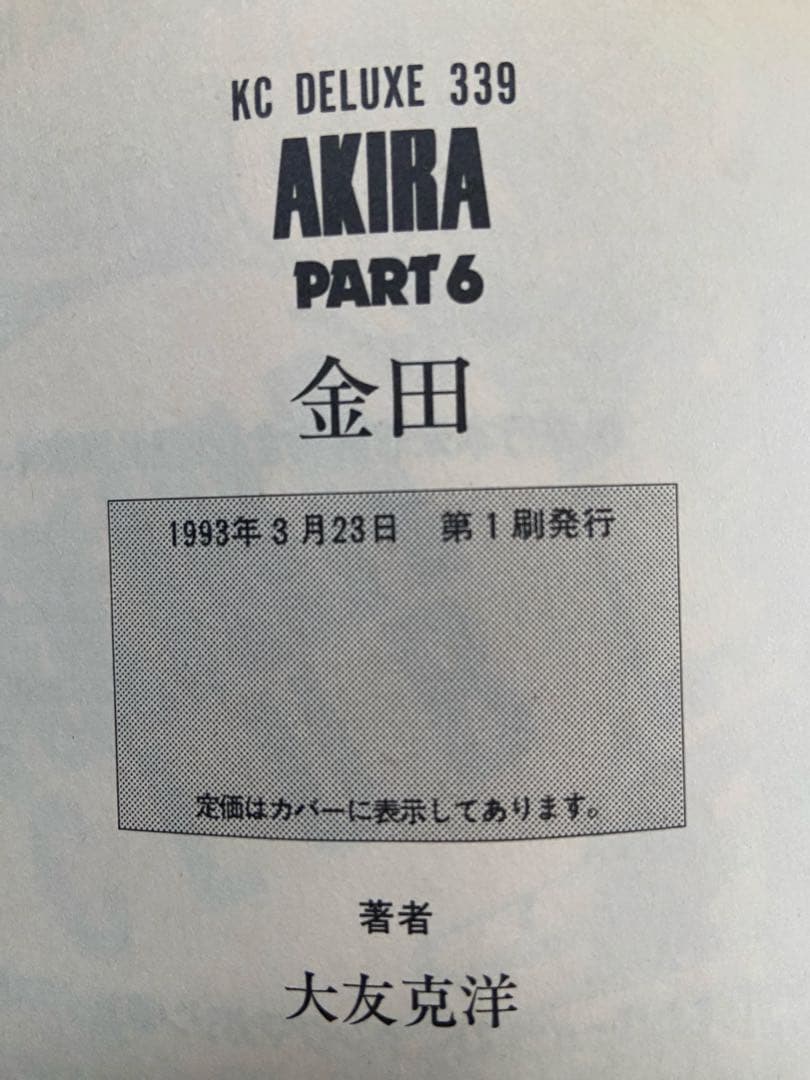 KC DELUXE 339
AKIRA
PART6
金田
1993年3月23日　第1刷発行
定価はカバーに表示してあります。
著者
大友克洋